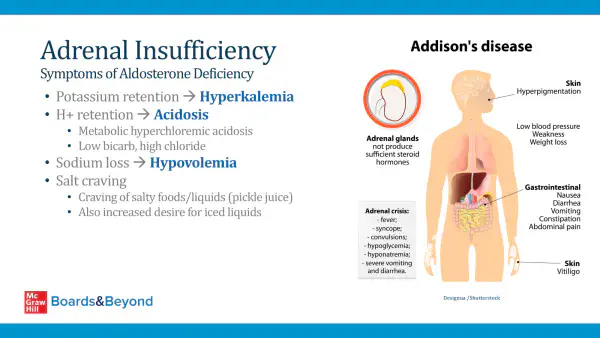 Adrenal Insufficiency
Symptoms of Aldosterone Deficiency
• Potassium retention → Hyperkalemia
• H+ retention → Acidosis
• Metabolic hyperchloremic acidosis
• Low bicarb, high chloride
• Sodium loss → Hypovolemia
• Salt craving
• Craving of salty foods/liquids (pickle juice)
• Also increased desire for iced liquids
Mc
Graw
Hill
Boards&Beyond
Addison's disease
Adrenal glands
not produce
sufficient steroid
hormones
Adrenal crisis:
- fever;
- syncope;
- convulsions;
- hypoglycemia;
- hyponatremia;
- severe vomiting
and diarrhea.
Skin
Hyperpigmentation
Low blood pressure
Weakness
Weight loss
Gastrointestinal
Nausea
Diarrhea
Vomiting
Constipation
Abdominal pain
Skin
Vitiligo
Designua /Shutterstock